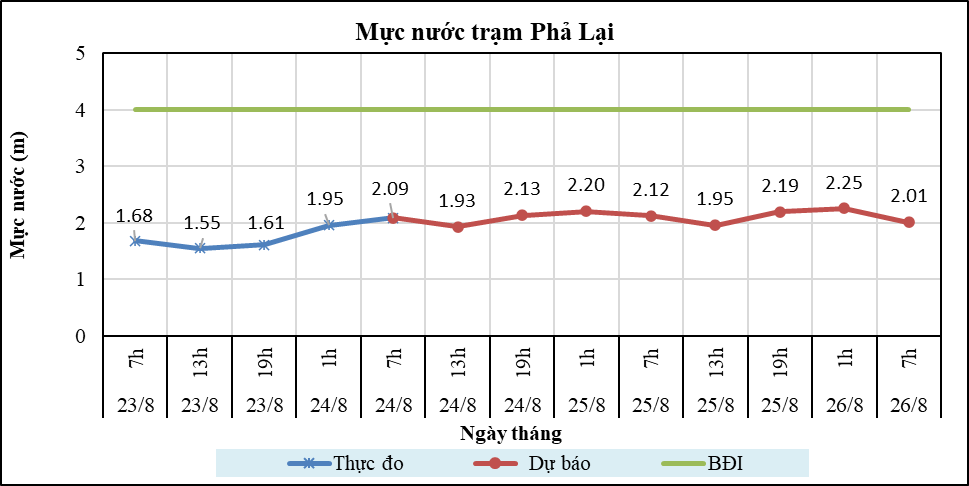 Mực nước trạm Phả Lại
Mực nước (m)
5
4
3
2
1
0
1.68 1.55 1.61 1.95 2.09 1.93 2.13 2.20 2.12 1.95 2.19 2.25 2.01
7h 13h 19h 1h 7h 13h 19h 1h 7h 13h 19h 1h 7h
23/8 23/8 23/8 24/8 24/8 24/8 24/8 25/8 25/8 25/8 25/8 26/8 26/8
Ngày tháng
Thực đo Dự báo BĐI